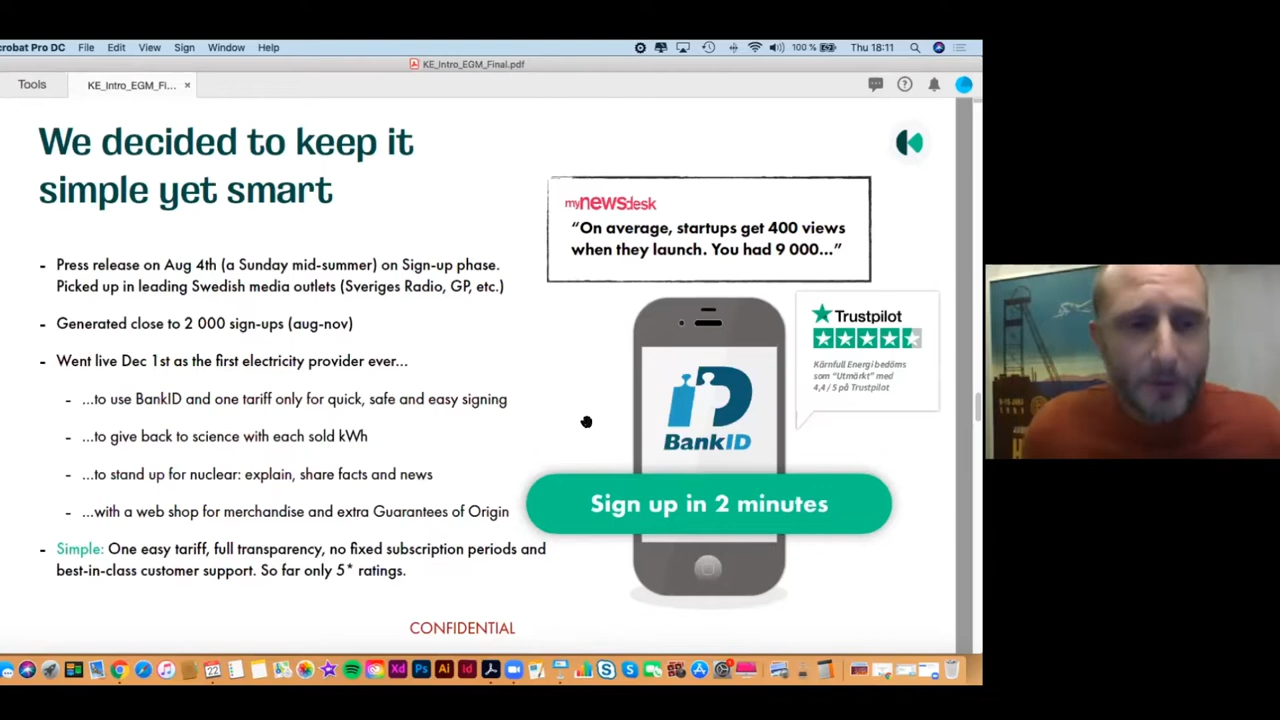 crobat Pro DC File Edit View Sign Window Help 100 % Thu 18:11
KE_Intro_EGM_Final.pdf
Tools KE_Intro_EGM_Fi... ×
We decided to keep it
simple yet smart
- Press release on Aug 4th (a Sunday mid-summer) on Sign-up phase.
Picked up in leading Swedish media outlets (Sveriges Radio, GP, etc.)
- Generated close to 2 000 sign-ups (aug-nov)
- Went live Dec 1st as the first electricity provider ever...
- ...to use BankID and one tariff only for quick, safe and easy signing
- ...to give back to science with each sold kWh
- ...to stand up for nuclear: explain, share facts and news
- ...with a web shop for merchandise and extra Guarantees of Origin
- Simple: One easy tariff, full transparency, no fixed subscription periods and
best-in-class customer support. So far only 5* ratings.
mynewsdesk
“On average, startups get 400 views
when they launch. You had 9 000...”
Trustpilot
Kärnfull Energi bedöms
som “Utmärkt” med
4,4 / 5 på Trustpilot
iD
BankID
Sign up in 2 minutes
CONFIDENTIAL
22 Xd Ps Ai Id